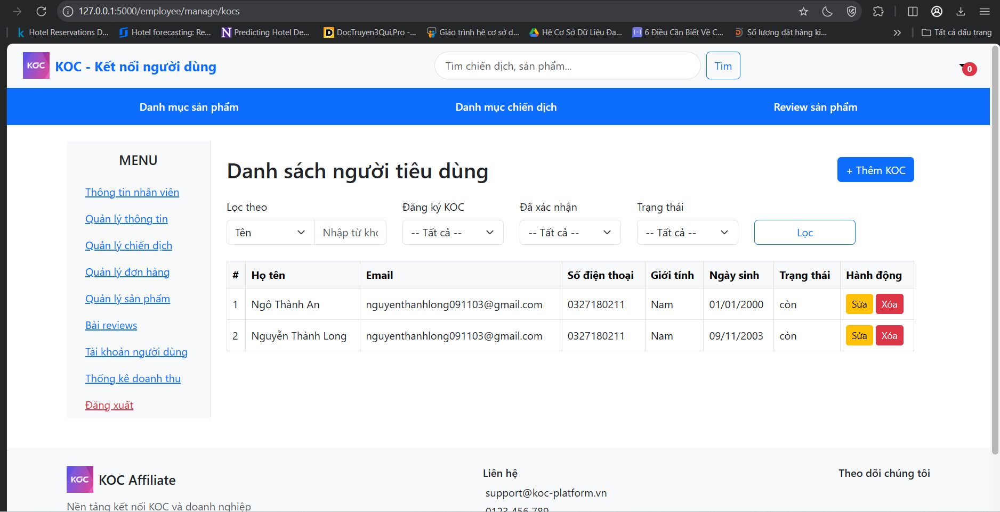 127.0.0.1:5000/employee/manage/kocs
Hotel Reservations D... Hotel forecasting: Re... Predicting Hotel De... DocTruyen3Qui.Pro -... Giáo trình hệ cơ sở d... Hệ Cơ Sở Dữ Liệu Đa... 6 Điều Cần Biết Về C... Số lượng đặt hàng ki... Tất cả dấu trang
KOC KOC - Kết nối người dùng Tìm chiến dịch, sản phẩm... Tìm 0
Danh mục sản phẩm Danh mục chiến dịch Review sản phẩm
MENU
Thông tin nhân viên
Quản lý thông tin
Quản lý chiến dịch
Quản lý đơn hàng
Quản lý sản phẩm
Bài reviews
Tài khoản người dùng
Thống kê doanh thu
Đăng xuất
Danh sách người tiêu dùng + Thêm KOC
Lọc theo Đăng ký KOC Đã xác nhận Trạng thái
Tên Nhập từ khó -- Tất cả -- -- Tất cả -- -- Tất cả -- Lọc
# Họ tên Email Số điện thoại Giới tính Ngày sinh Trạng thái Hành động
1 Ngô Thành An nguyenthanhlong091103@gmail.com 0327180211 Nam 01/01/2000 còn Sửa Xóa
2 Nguyễn Thành Long nguyenthanhlong091103@gmail.com 0327180211 Nam 09/11/2003 còn Sửa Xóa
KOC KOC Affiliate
Nền tảng kết nối KOC và doanh nghiệp
Liên hệ
support@koc-platform.vn
0123 456 789
Theo dõi chúng tôi